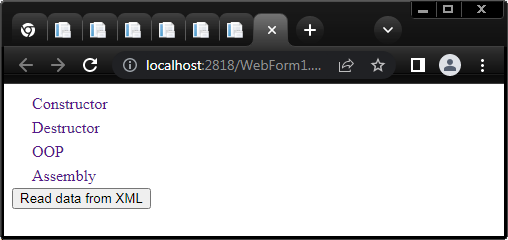 localhost:2818/WebForm1....
Constructor
Destructor
OOP
Assembly
Read data from XML